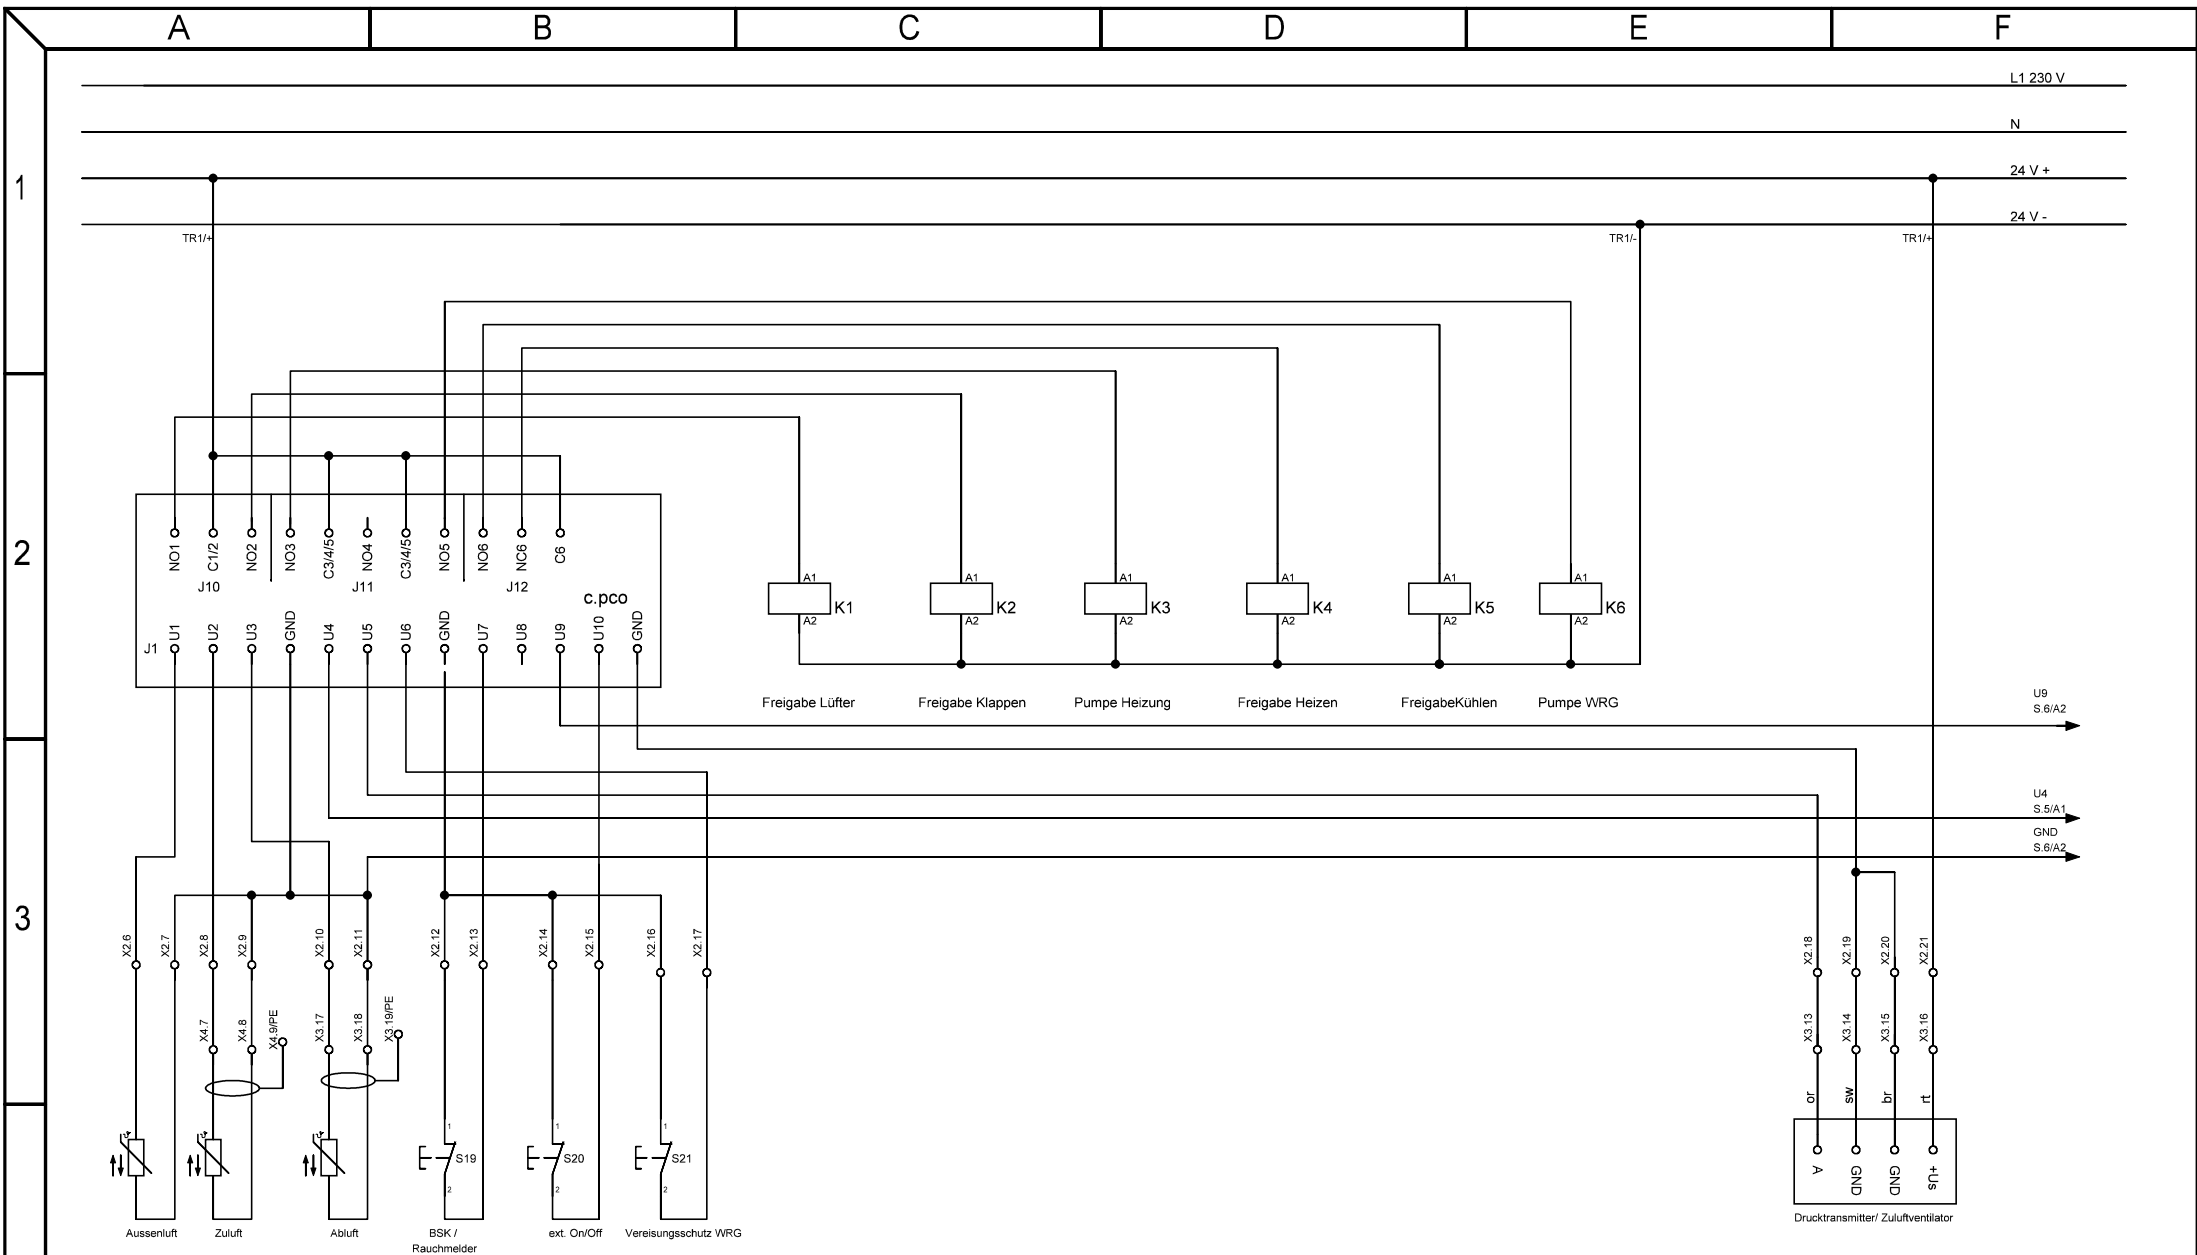 A B C D E F
L1 230 V
N
1
24 V +
24 V -
TR1/+ TR1/- TR1/+
2
NO1 C1/2 NO2 NO3 C3/4/5 NO4 C3/4/5 NO5 NO6 NC6 C6
J10 J11 J12
c.pco
A1 A1 A1 A1 A1 A1
K1 K2 K3 K4 K5 K6
A2 A2 A2 A2 A2 A2
J1 U1 U2 U3 GND U4 U5 U6 GND U7 U8 U9 U10 GND
Freigabe Lüfter Freigabe Klappen Pumpe Heizung Freigabe Heizen FreigabeKühlen Pumpe WRG
U9
S.6/A2
U4
S.5/A1
GND
S.6/A2
3
X2.6 X2.7 X2.8 X2.9 X2.10 X2.11 X2.12 X2.13 X2.14 X2.15 X2.16 X2.17 X2.18 X2.19 X2.20 X2.21
X4.7 X4.8 X4.9/PE X3.17 X3.18 X3.19/PE X3.13 X3.14 X3.15 X3.16
or sw br rt
1 1 1
S19 S20 S21
2 2 2
A GND GND +Us
Aussenluft Zuluft Abluft BSK / ext. On/Off Vereisungsschutz WRG Drucktransmitter/ Zuluftventilator
Rauchmelder